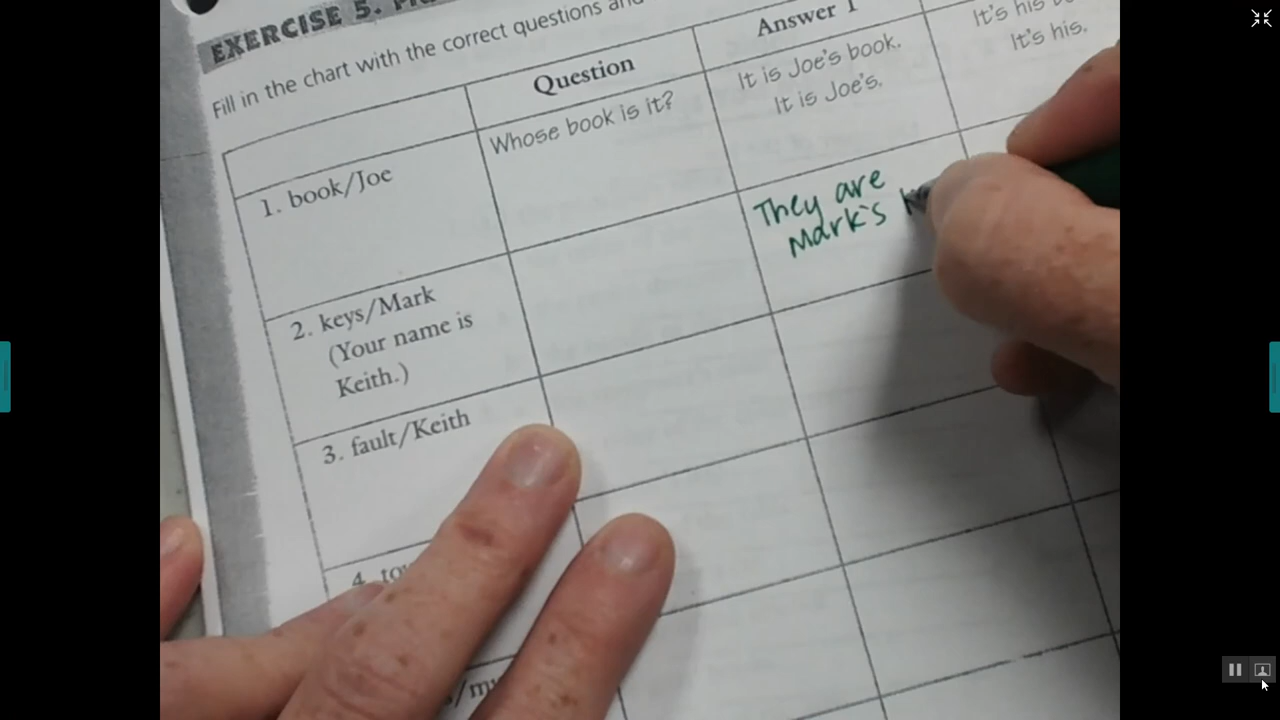 EXERCISE 5.
Fill in the chart with the correct questions and
Question
Answer 1
1. book/Joe
Whose book is it?
It is Joe's book.
It is Joe's.
It's his
It's his.
2. keys/Mark
(Your name is
Keith.)
They are
Mark's
3. fault/Keith
4.